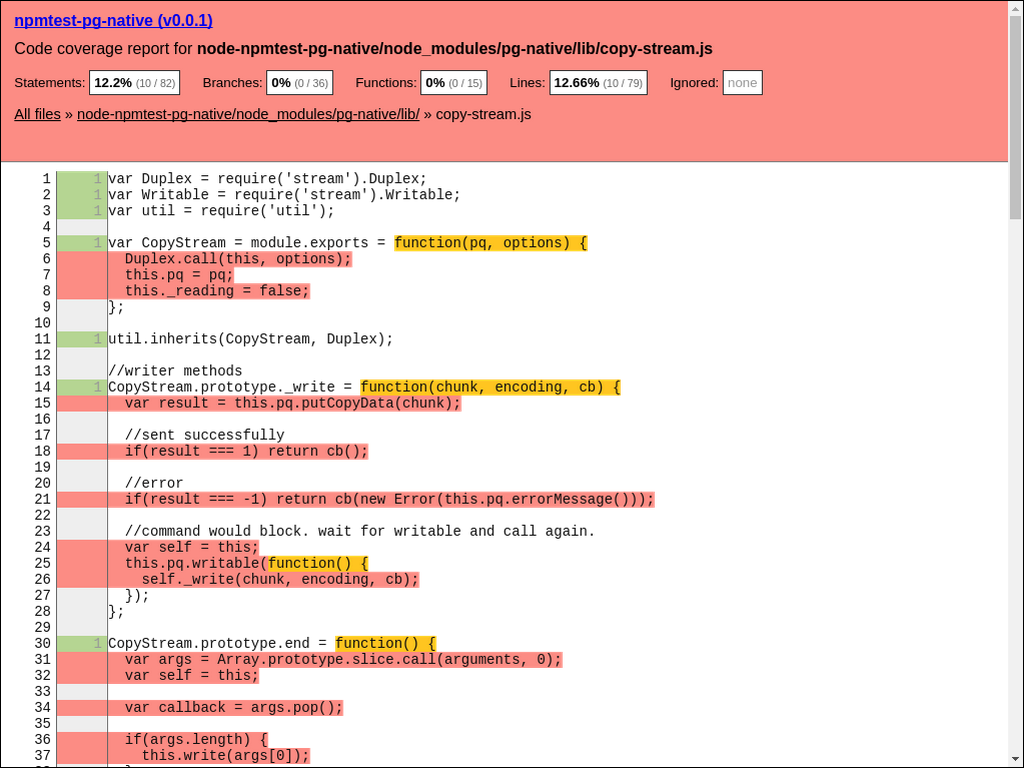 npmtest-pg-native (v0.0.1)
Code coverage report for node-npmtest-pg-native/node_modules/pg-native/lib/copy-stream.js
Statements: 12.2% (10 / 82) Branches: 0% (0 / 36) Functions: 0% (0 / 15) Lines: 12.66% (10 / 79) Ignored: none
All files » node-npmtest-pg-native/node_modules/pg-native/lib/ » copy-stream.js
1 1 var Duplex = require('stream').Duplex;
2 1 var Writable = require('stream').Writable;
3 1 var util = require('util');
4
5 1 var CopyStream = module.exports = function(pq, options) {
6 Duplex.call(this, options);
7 this.pq = pq;
8 this._reading = false;
9 };
10
11 1 util.inherits(CopyStream, Duplex);
12
13 //writer methods
14 1 CopyStream.prototype._write = function(chunk, encoding, cb) {
15 var result = this.pq.putCopyData(chunk);
16
17 //sent successfully
18 if(result === 1) return cb();
19
20 //error
21 if(result === -1) return cb(new Error(this.pq.errorMessage()));
22
23 //command would block. wait for writable and call again.
24 var self = this;
25 this.pq.writable(function() {
26 self._write(chunk, encoding, cb);
27 });
28 };
29
30 1 CopyStream.prototype.end = function() {
31 var args = Array.prototype.slice.call(arguments, 0);
32 var self = this;
33
34 var callback = args.pop();
35
36 if(args.length) {
37 this.write(args[0]);